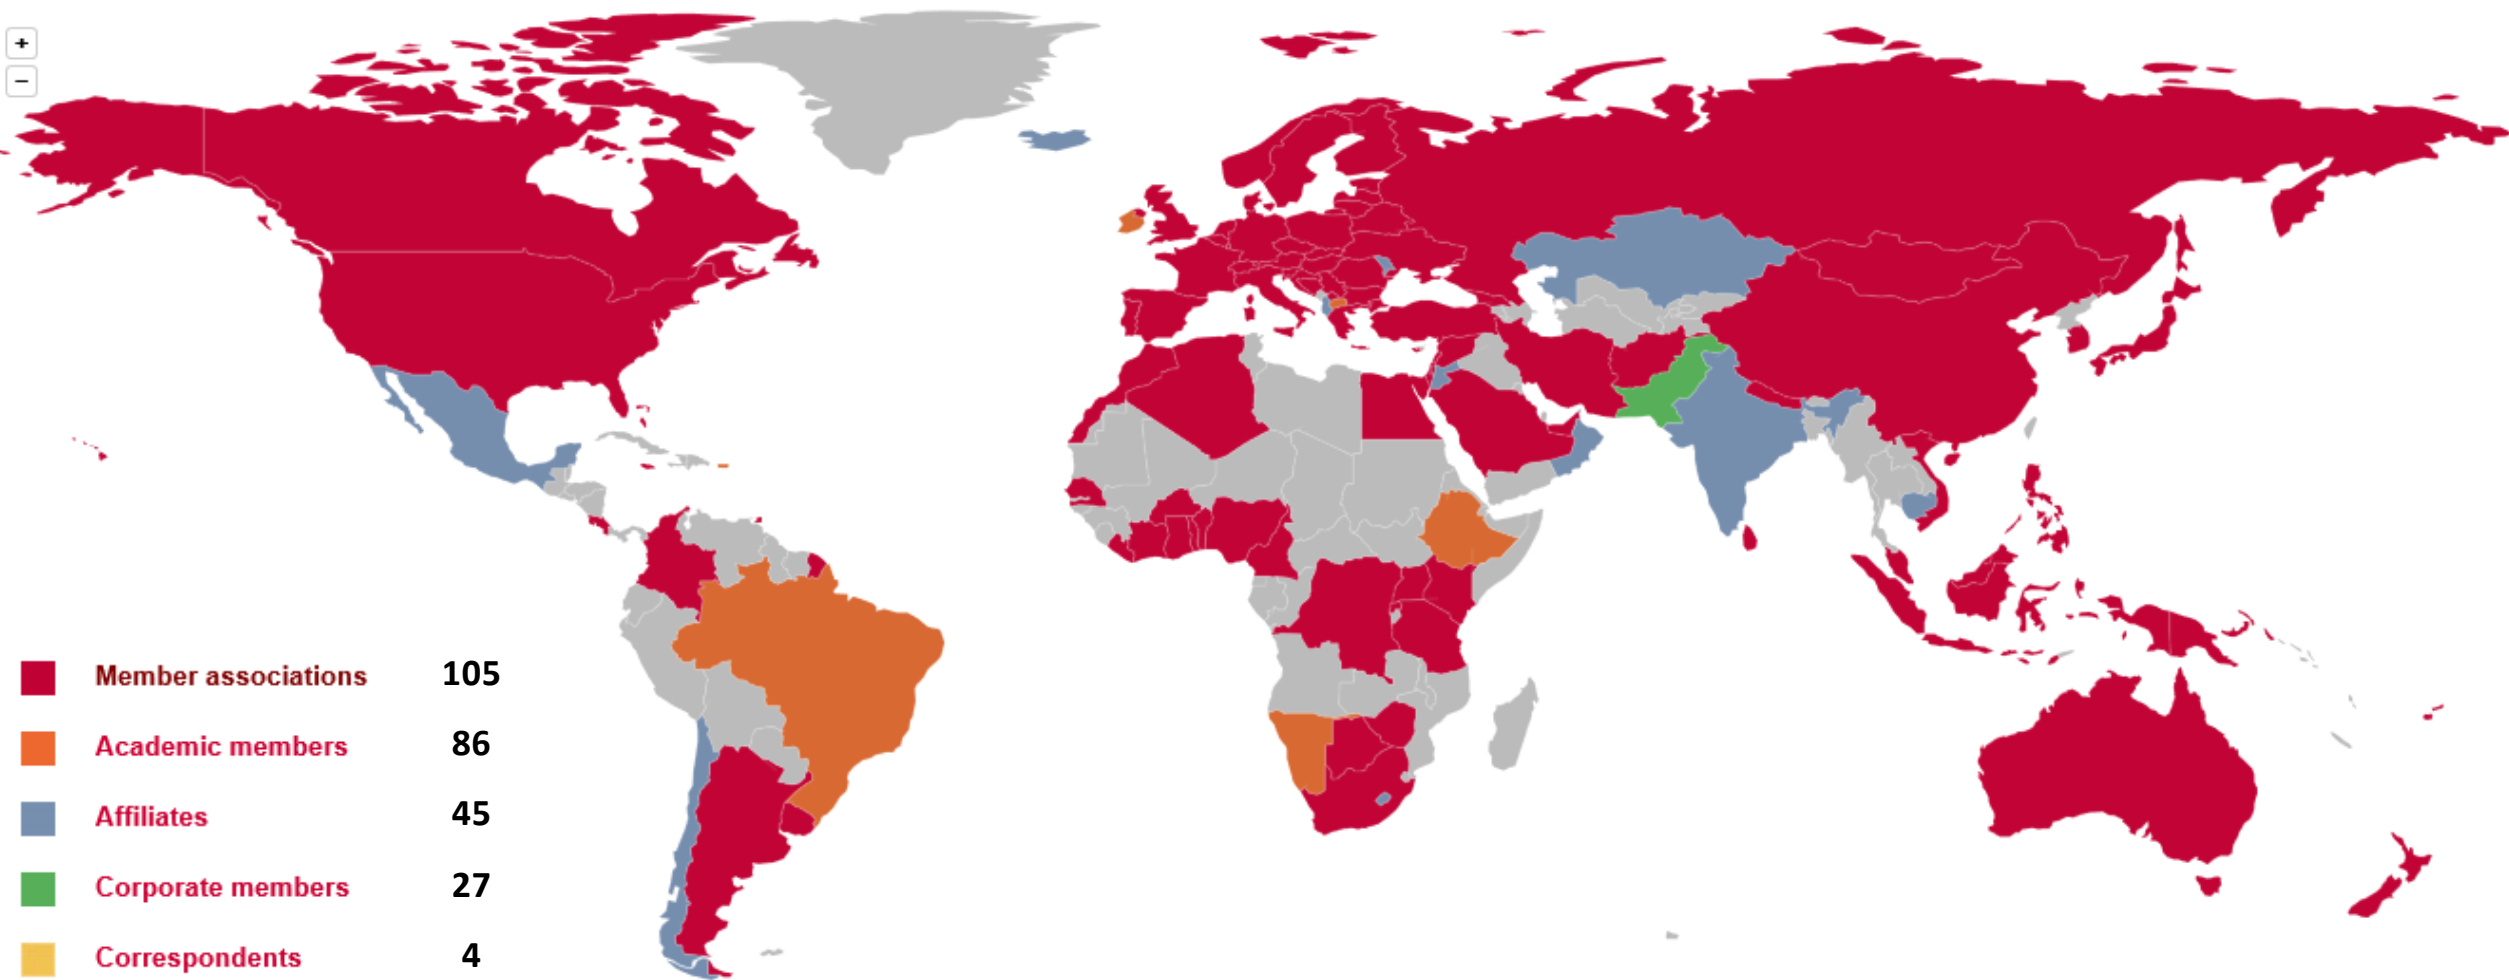 +
−
Member associations 105
Academic members 86
Affiliates 45
Corporate members 27
Correspondents 4